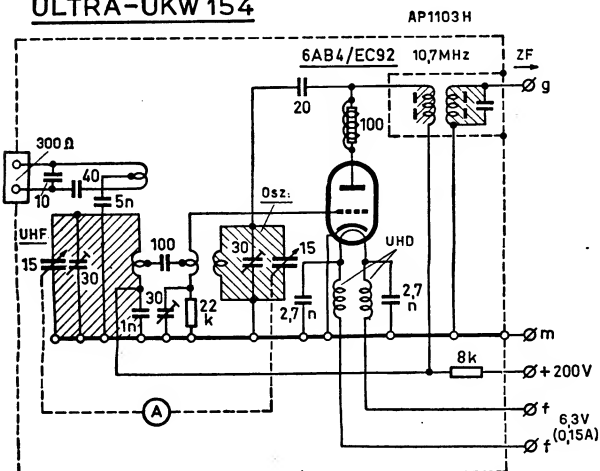 ULTRA-UKW 154
AP1103H
6AB4/EC92
10,7MHz
ZF
g
20
100
300 Ω
40
10
5n
Osz:
UHF
15
30
100
30
15
UHD
30
22
k
1n
2,7
n
2,7
n
m
8k
+200V
A
f
6,3V
(0,15A)
f